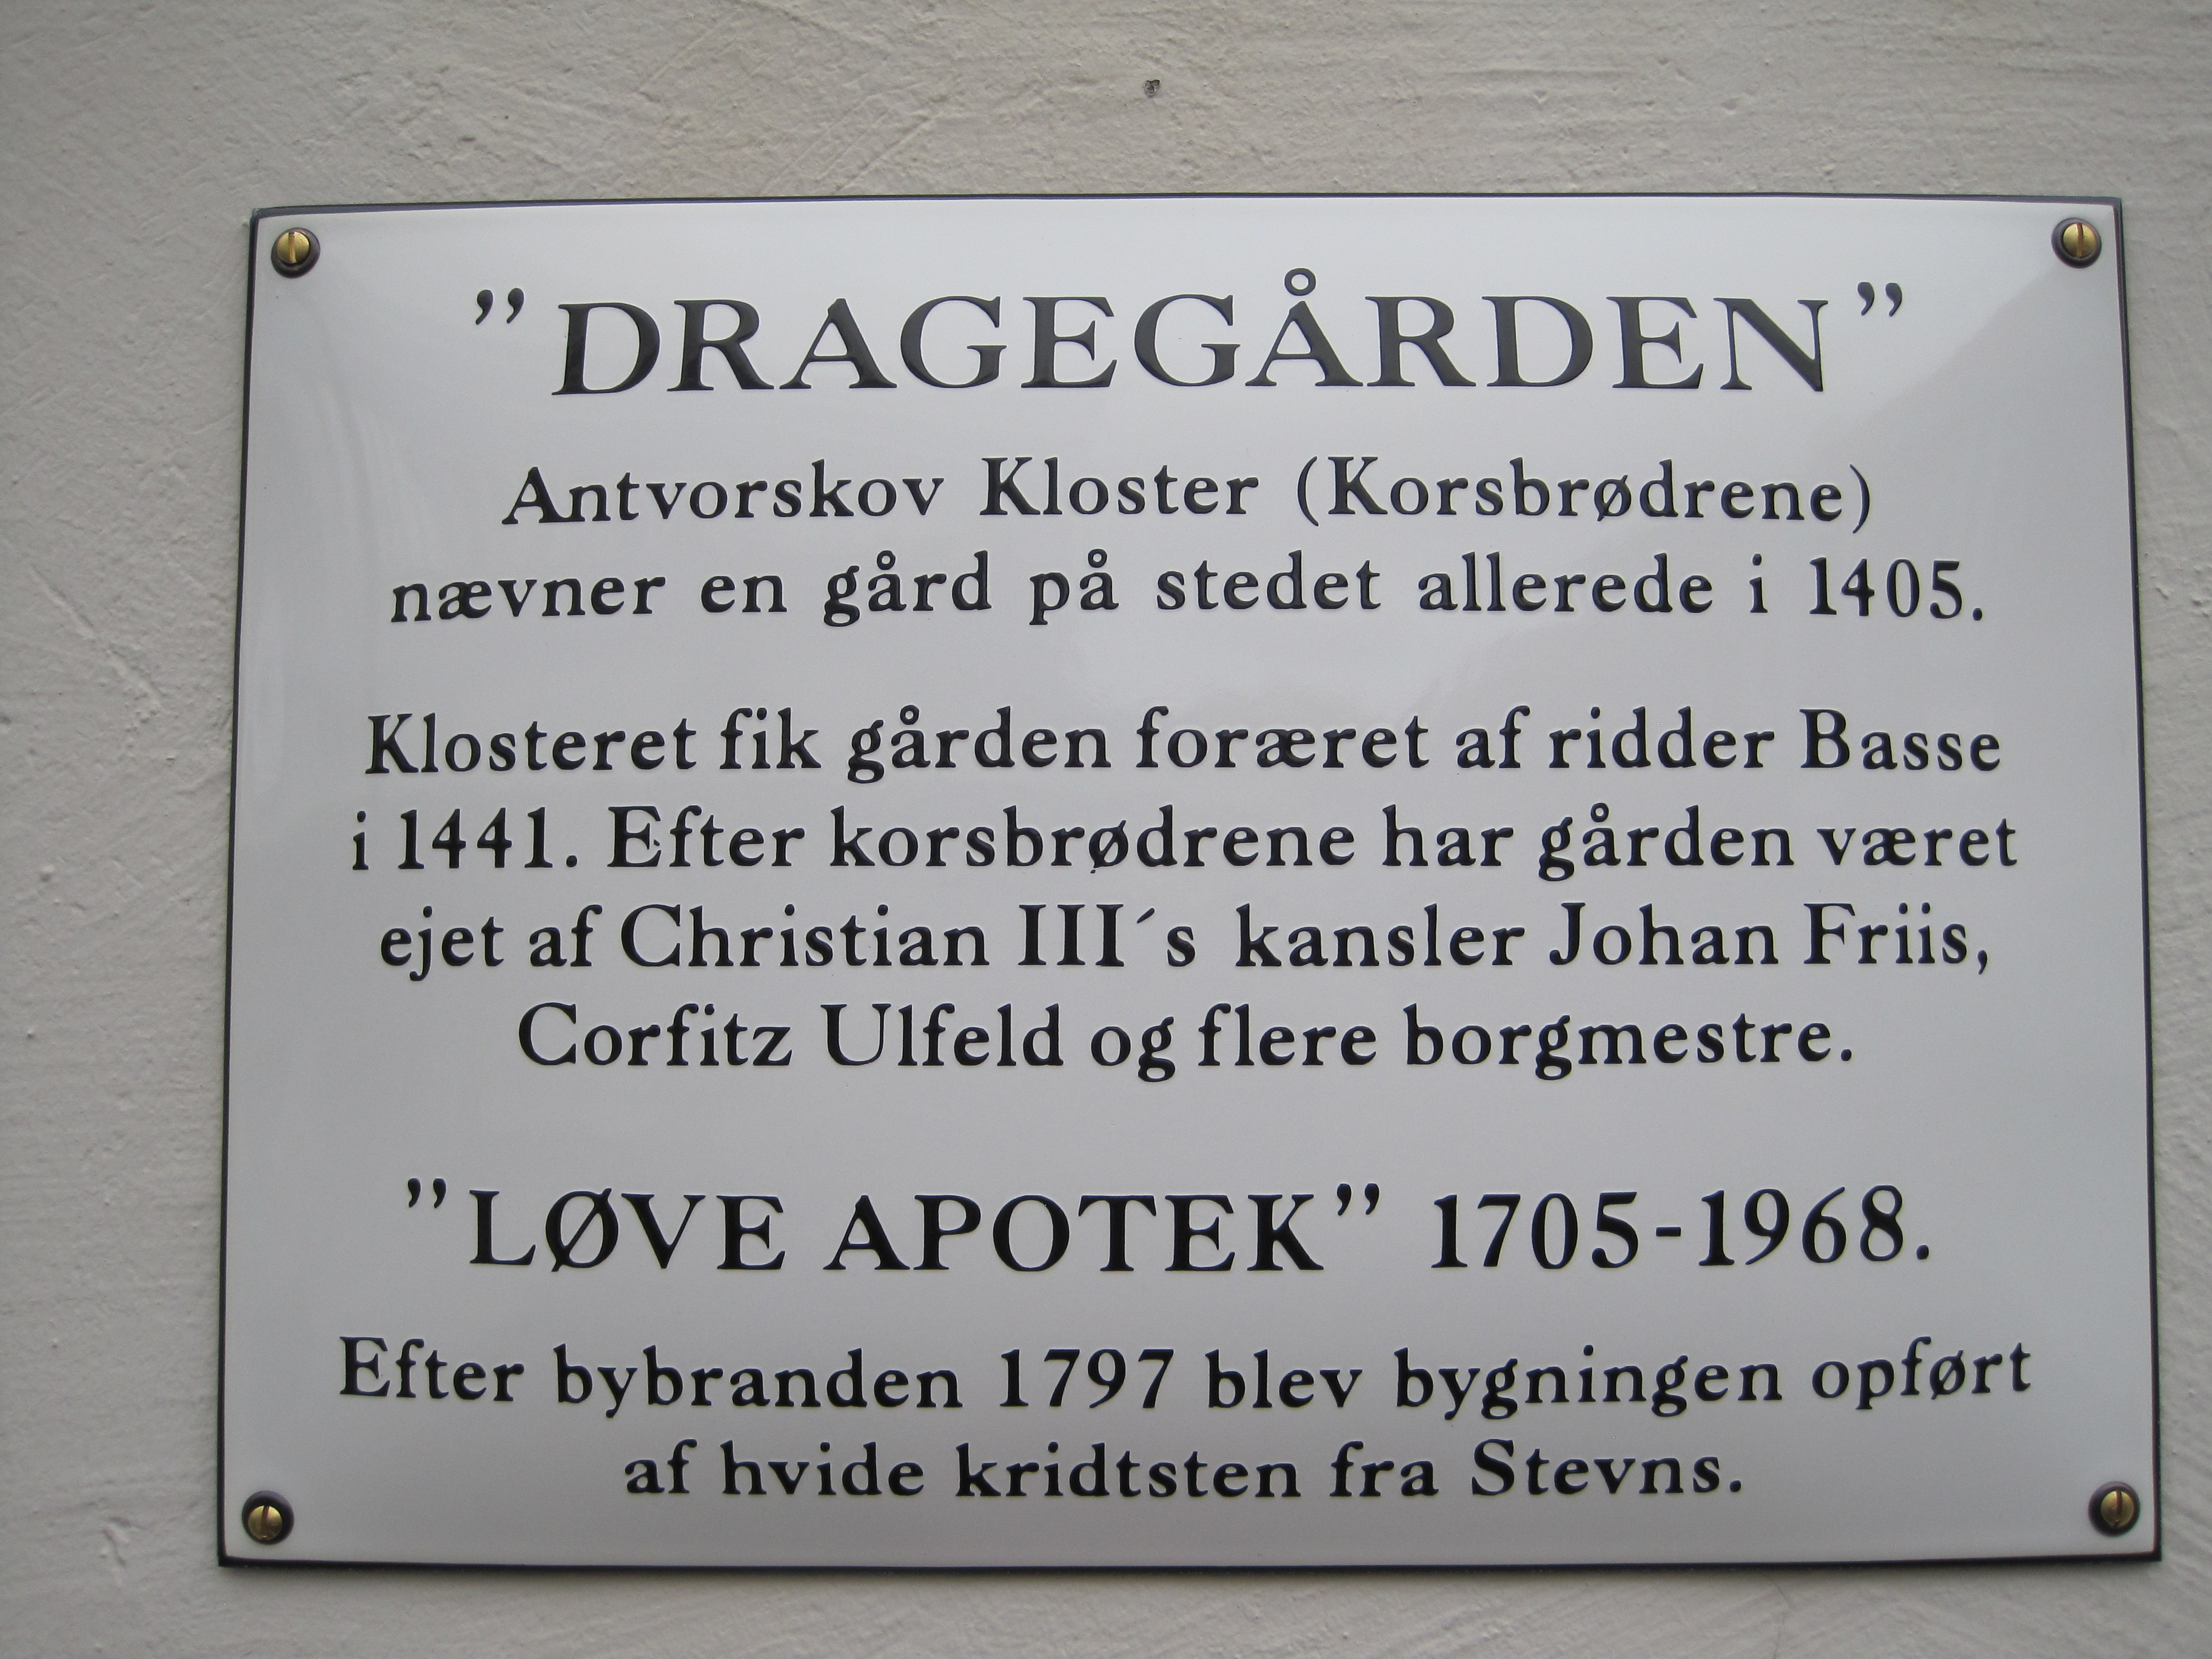 ”DRAGEGÅRDEN”
Antvorskov Kloster (Korsbrødrene)
nævner en gård på stedet allerede i 1405.
Klosteret fik gården foræret af ridder Basse
i 1441. Efter korsbrødrene har gården været
ejet af Christian III´s kansler Johan Friis,
Corfitz Ulfeld og flere borgmestre.
”LØVE APOTEK” 1705-1968.
Efter bybranden 1797 blev bygningen opført
af hvide kridtsten fra Stevns.